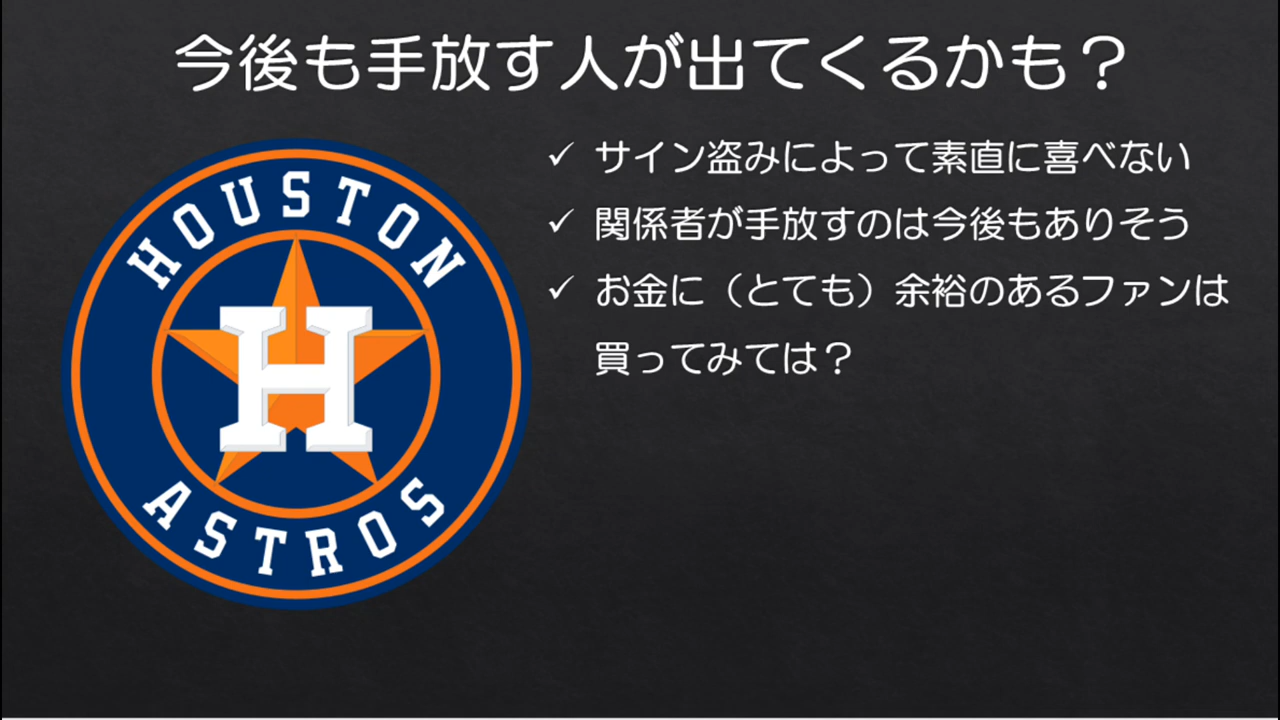 今後も手放す人が出てくるかも？
HOUSTON
H
ASTROS
✓ サイン盗みによって素直に喜べない
✓ 関係者が手放すのは今後もありそう
✓ お金に（とても）余裕のあるファンは
買ってみては？